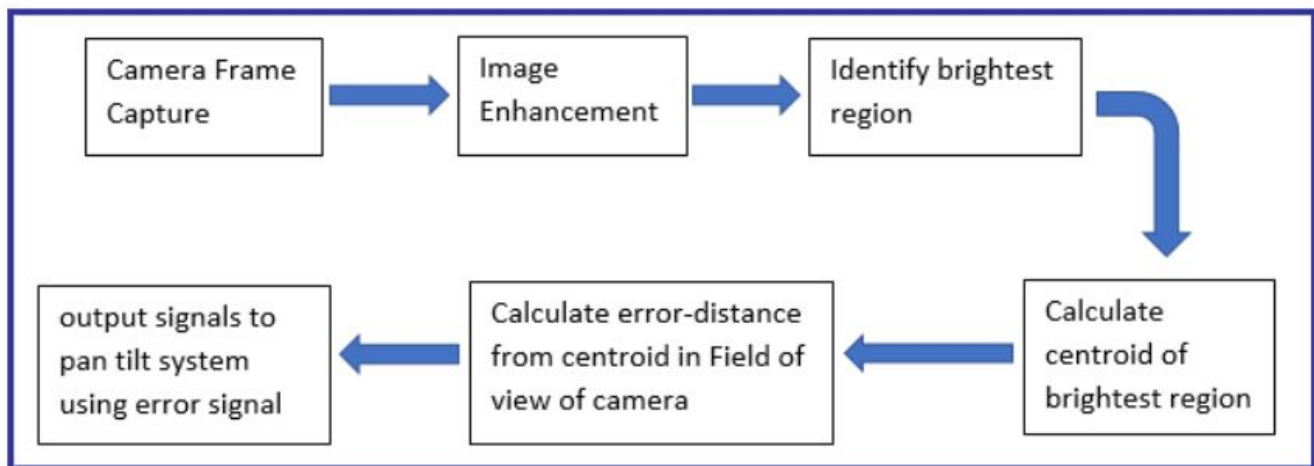 Camera Frame
Capture
Image
Enhancement
Identify brightest
region
Calculate
centroid of
brightest region
Calculate error-distance
from centroid in Field of
view of camera
output signals to
pan tilt system
using error signal